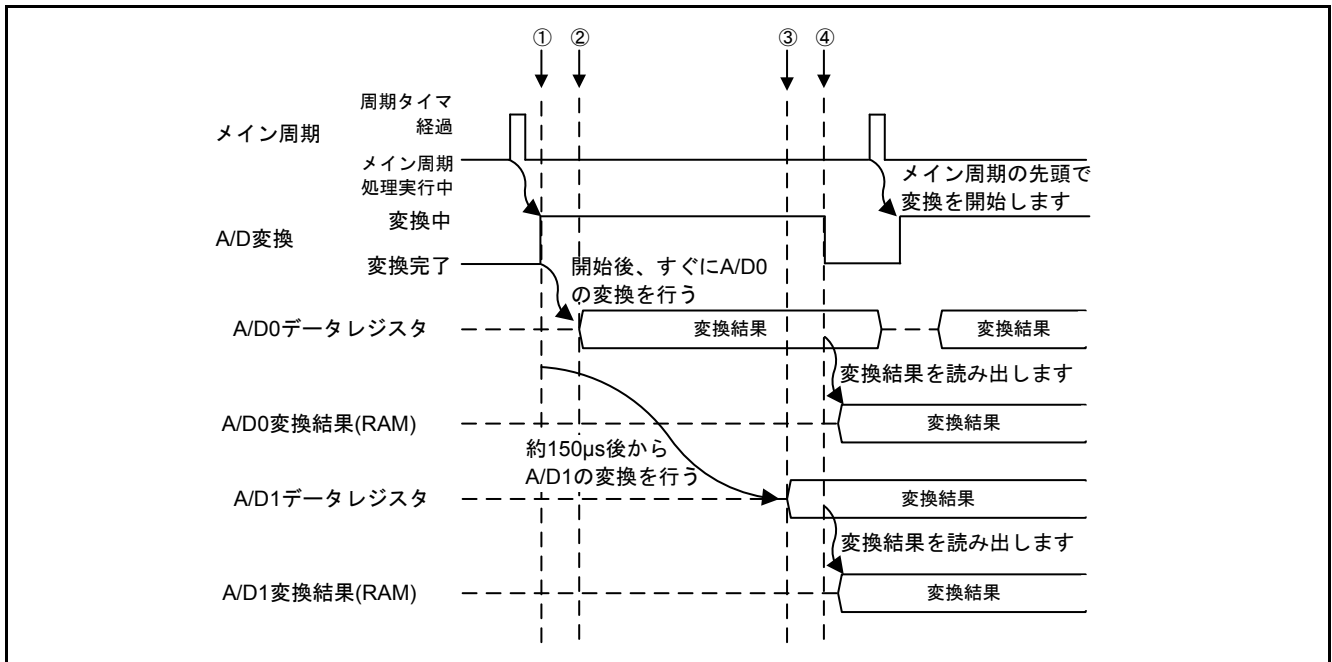 ① ② ③ ④
周期タイマ
経過
メイン周期
メイン周期
処理実行中
メイン周期の先頭で
変換を開始します
変換中
A/D変換
変換完了
開始後、すぐにA/D0
の変換を行う
A/D0データレジスタ
変換結果
変換結果
変換結果を読み出します
A/D0変換結果(RAM)
変換結果
約150µs後から
A/D1の変換を行う
A/D1データレジスタ
変換結果
変換結果を読み出します
A/D1変換結果(RAM)
変換結果